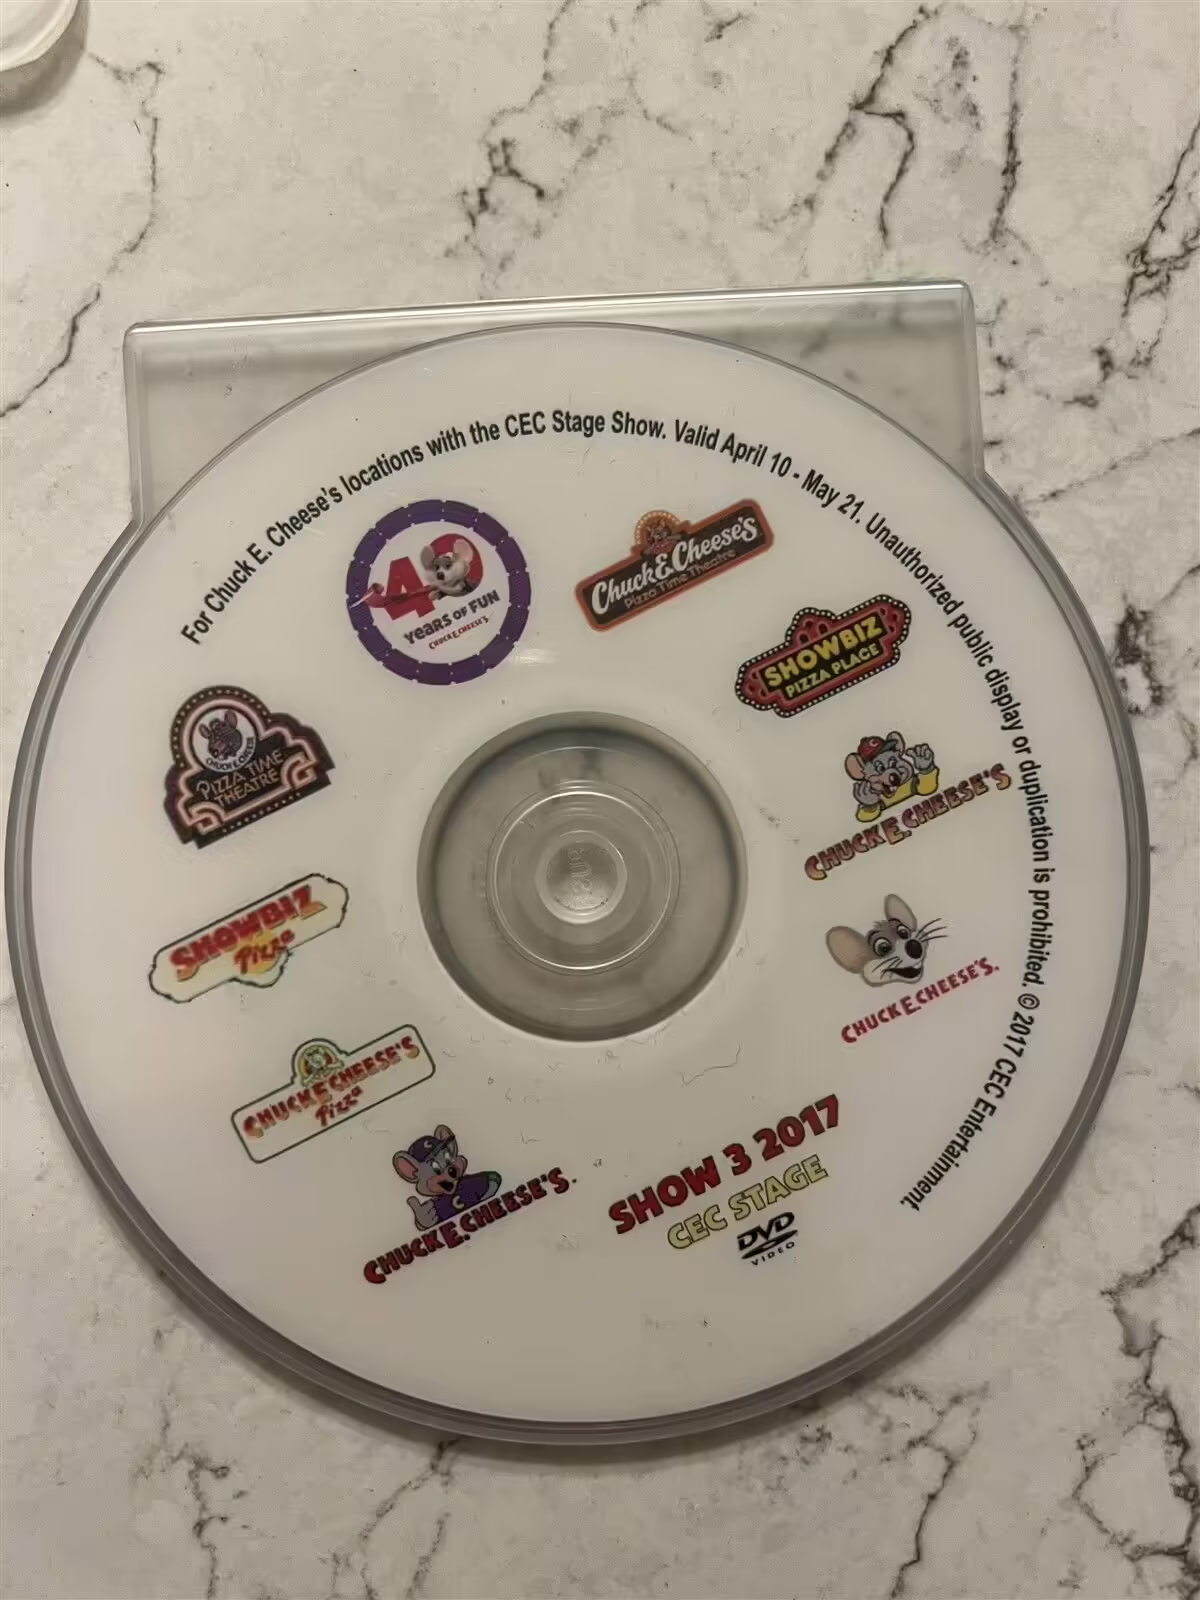 For Chuck E. Cheese's locations with the CEC Stage Show. Valid April 10 - May 21. Unauthorized public display or duplication is prohibited. © 2017 CEC Entertainment.
40
YEARS OF FUN
CHUCK E. CHEESE'S.
Chuck E. Cheese's
Pizza Time Theatre
SHOWBIZ
PIZZA PLACE
CHUCK E. CHEESE
PIZZA TIME
THEATRE
CHUCK E. CHEESE'S
SHOWBIZ
Pizza
CHUCK E. CHEESE'S.
CHUCK E. CHEESE'S
Pizza
C
CHUCK E. CHEESE'S.
SHOW 3 2017
CEC STAGE
DVD
VIDEO